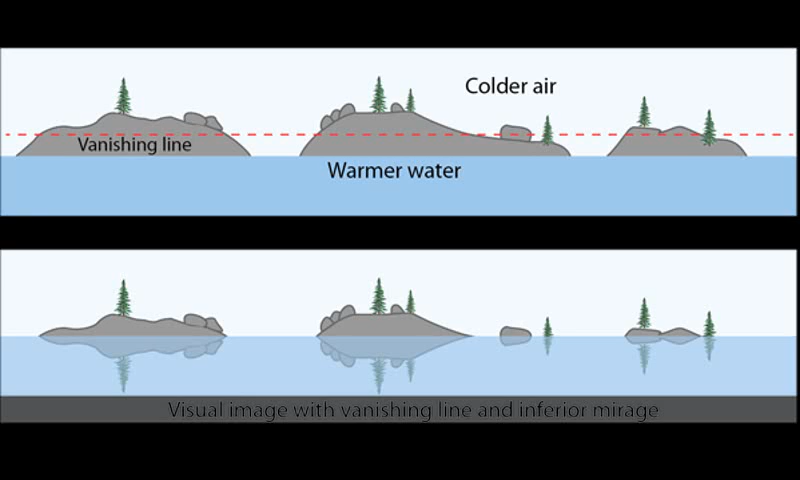 Colder air
Vanishing line
Warmer water
Visual image with vanishing line and inferior mirage